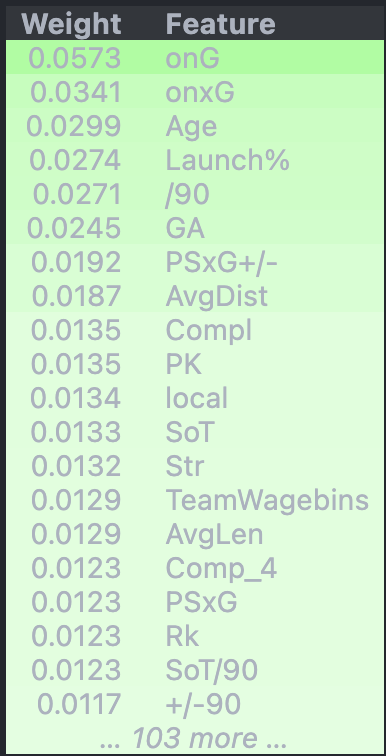 Weight Feature
0.0573 onG
0.0341 onxG
0.0299 Age
0.0274 Launch%
0.0271 /90
0.0245 GA
0.0192 PSxG+/-
0.0187 AvgDist
0.0135 Compl
0.0135 PK
0.0134 local
0.0133 SoT
0.0132 Str
0.0129 TeamWagebins
0.0129 AvgLen
0.0123 Comp_4
0.0123 PSxG
0.0123 Rk
0.0123 SoT/90
0.0117 +/-90
... 103 more ...